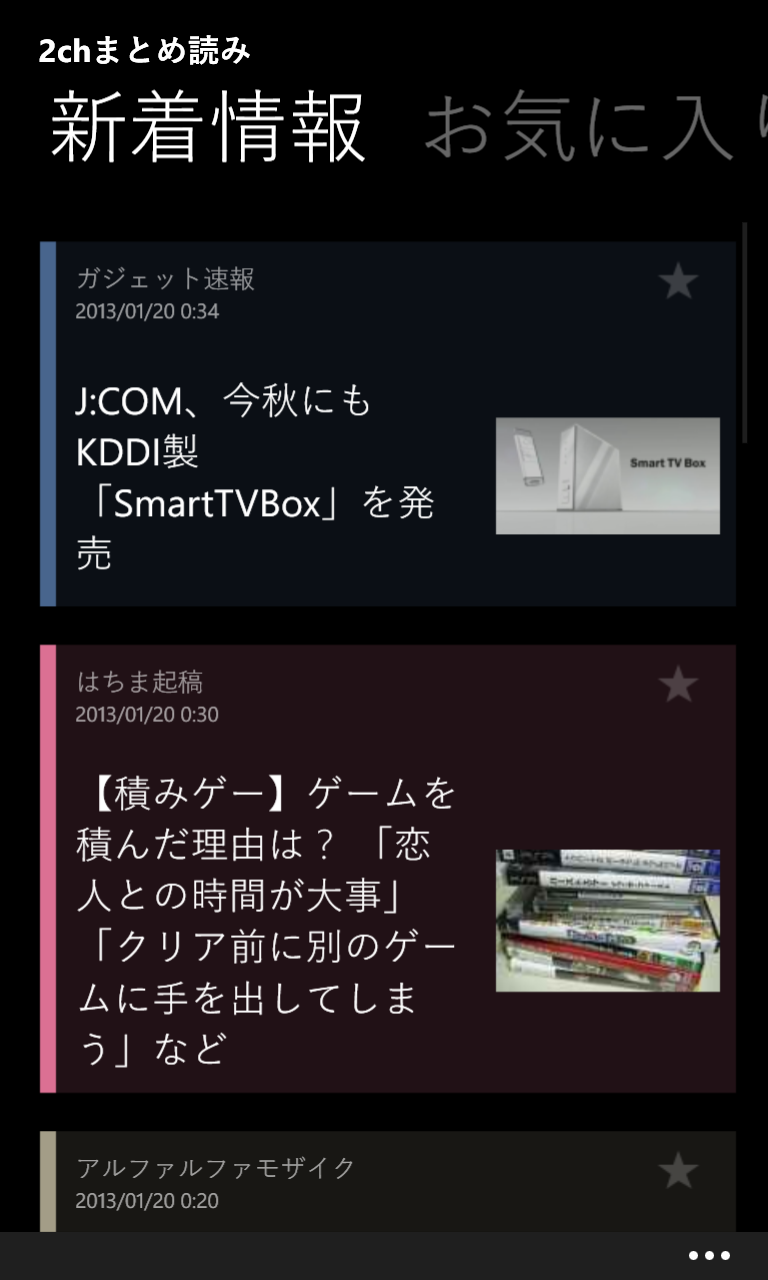 2chまとめ読み
新着情報 お気に入り
ガジェット速報
2013/01/20 0:34
J:COM、今秋にも
KDDI製
「SmartTVBox」を発
売
Smart TV Box
はちま起稿
2013/01/20 0:30
【積みゲー】ゲームを
積んだ理由は？ 「恋
人との時間が大事」
「クリア前に別のゲー
ムに手を出してしま
う」など
アルファルファモザイク
2013/01/20 0:20